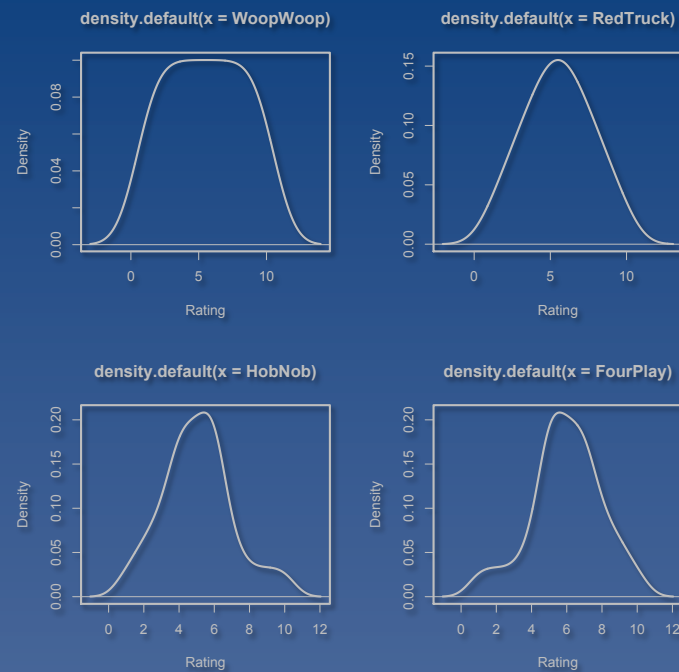 density.default(x = WoopWoop)
Density
0.00 0.04 0.08
0 5 10
Rating
density.default(x = RedTruck)
Density
0.00 0.05 0.10 0.15
0 5 10
Rating
density.default(x = HobNob)
Density
0.00 0.05 0.10 0.15 0.20
0 2 4 6 8 10 12
Rating
density.default(x = FourPlay)
Density
0.00 0.05 0.10 0.15 0.20
0 2 4 6 8 10 12
Rating